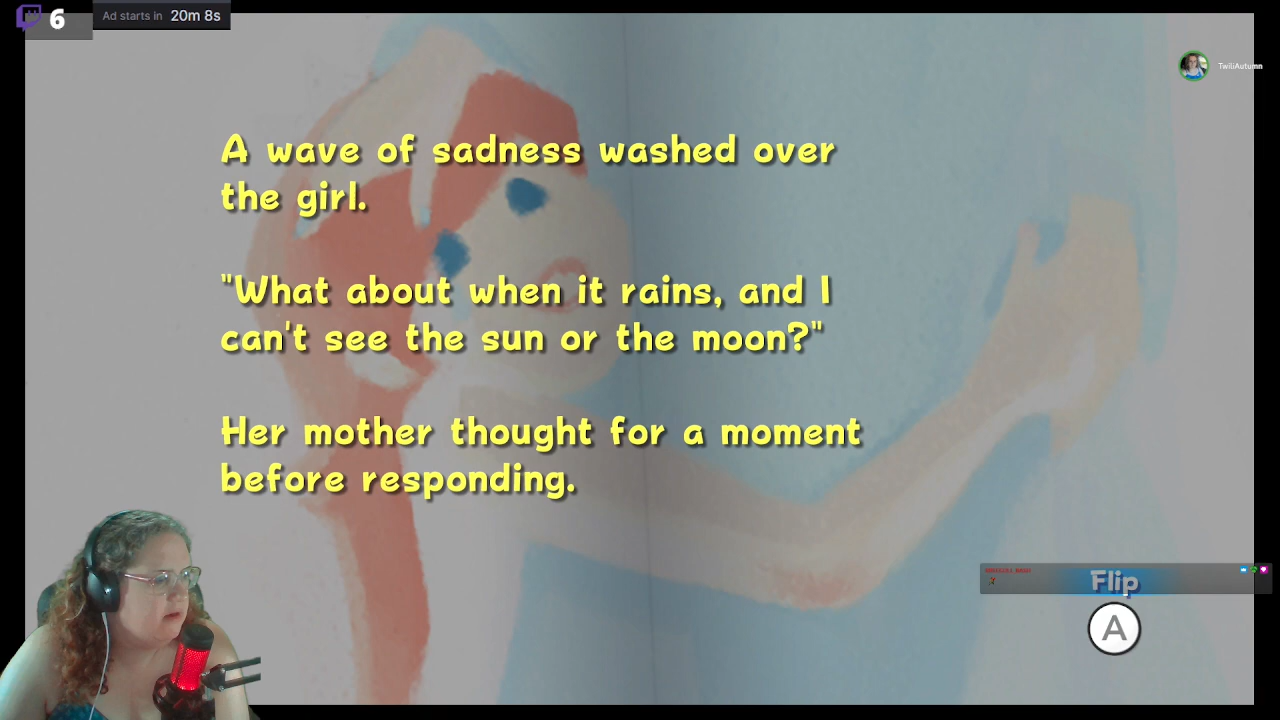 6
Ad starts in 20m 8s
TwiliAutumn
A wave of sadness washed over
the girl.
"What about when it rains, and I
can't see the sun or the moon?"
Her mother thought for a moment
before responding.
Flip
A